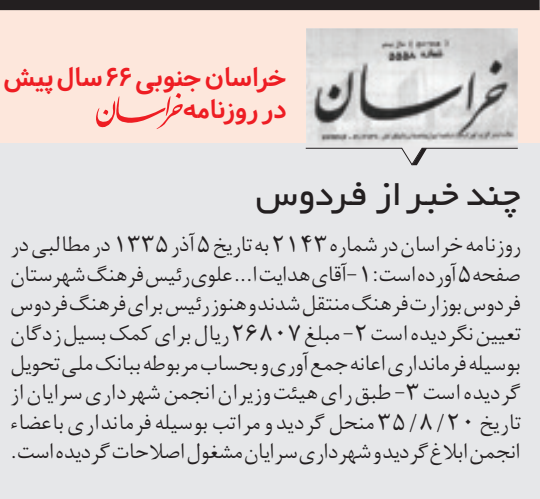 خراسان
شماره ۵۵۵۸
خراسان جنوبی ۶۶ سال پیش
در روزنامه خراسان
چند خبر از فردوس
روزنامه خراسان در شماره ۲۱۴۳ به تاریخ ۵ آذر ۱۳۳۵ در مطالبی در
صفحه ۵ آورده است: ۱-آقای هدایت ا... علوی رئیس فرهنگ شهرستان
فردوس بوزارت فرهنگ منتقل شدند و هنوز رئیس برای فرهنگ فردوس
تعیین نگردیده است ۲- مبلغ ۲۶۸۰۷ ریال برای کمک بسیل زدگان
بوسیله فرمانداری اعانه جمع آوری و بحساب مربوطه ببانک ملی تحویل
گردیده است ۳- طبق رای هیئت وزیران انجمن شهرداری سرایان از
تاریخ ۳۵/۸/۲۰ منحل گردید و مراتب بوسیله فرمانداری باعضاء
انجمن ابلاغ گردید و شهرداری سرایان مشغول اصلاحات گردیده است.